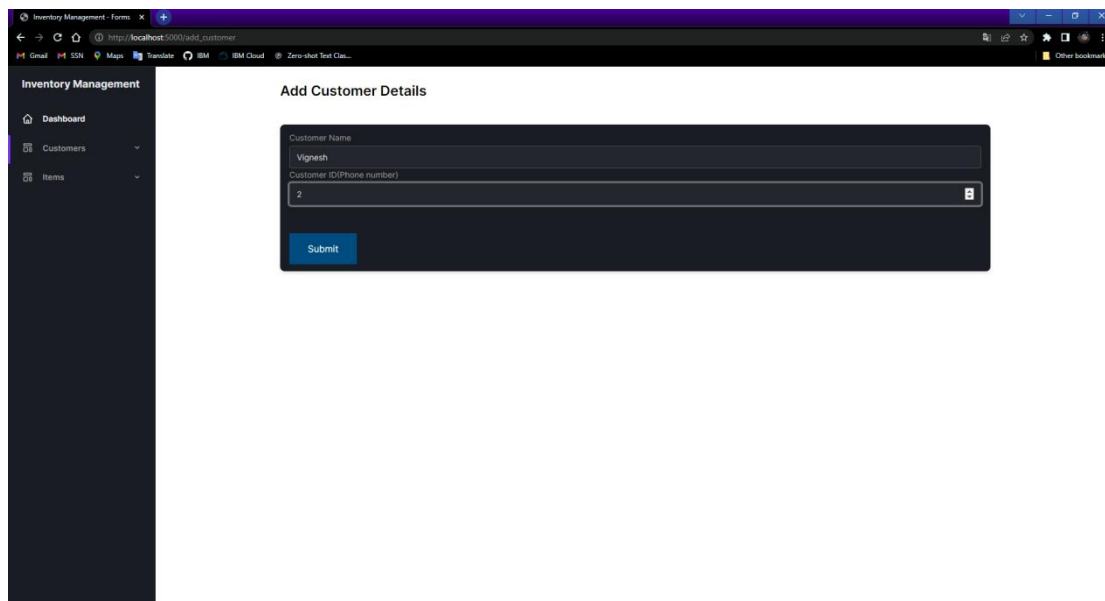 Inventory Management - Forms
http://localhost:5000/add_customer
Gmail SSN Maps Translate IBM IBM Cloud Zero-shot Text Clas... Other bookmark
Inventory Management
Dashboard
Customers
Items
Add Customer Details
Customer Name
Vignesh
Customer ID(Phone number)
2
Submit